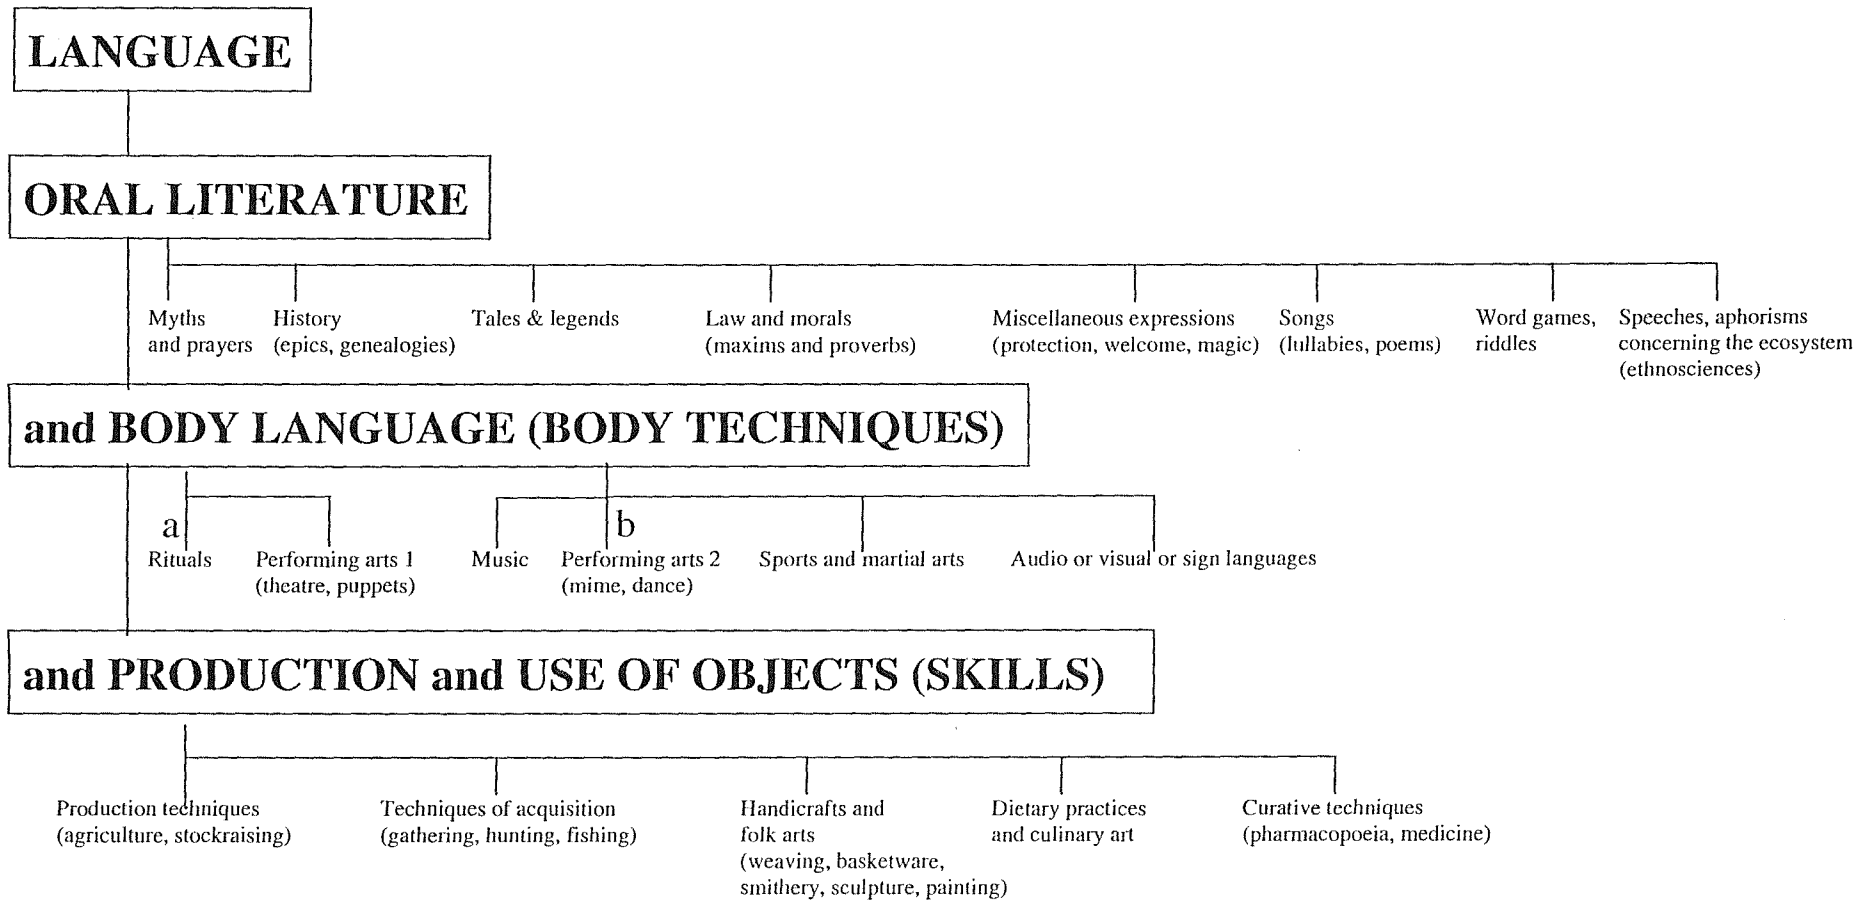 LANGUAGE
ORAL LITERATURE
Myths
and prayers
History
(epics, genealogies)
Tales & legends
Law and morals
(maxims and proverbs)
Miscellaneous expressions
(protection, welcome, magic)
Songs
(lullabies, poems)
Word games,
riddles
Speeches, aphorisms
concerning the ecosystem
(ethnosciences)
and BODY LANGUAGE (BODY TECHNIQUES)
a
Rituals
Performing arts 1
(theatre, puppets)
b
Music
Performing arts 2
(mime, dance)
Sports and martial arts
Audio or visual or sign languages
and PRODUCTION and USE OF OBJECTS (SKILLS)
Production techniques
(agriculture, stockraising)
Techniques of acquisition
(gathering, hunting, fishing)
Handicrafts and
folk arts
(weaving, basketware,
smithery, sculpture, painting)
Dietary practices
and culinary art
Curative techniques
(pharmacopoeia, medicine)